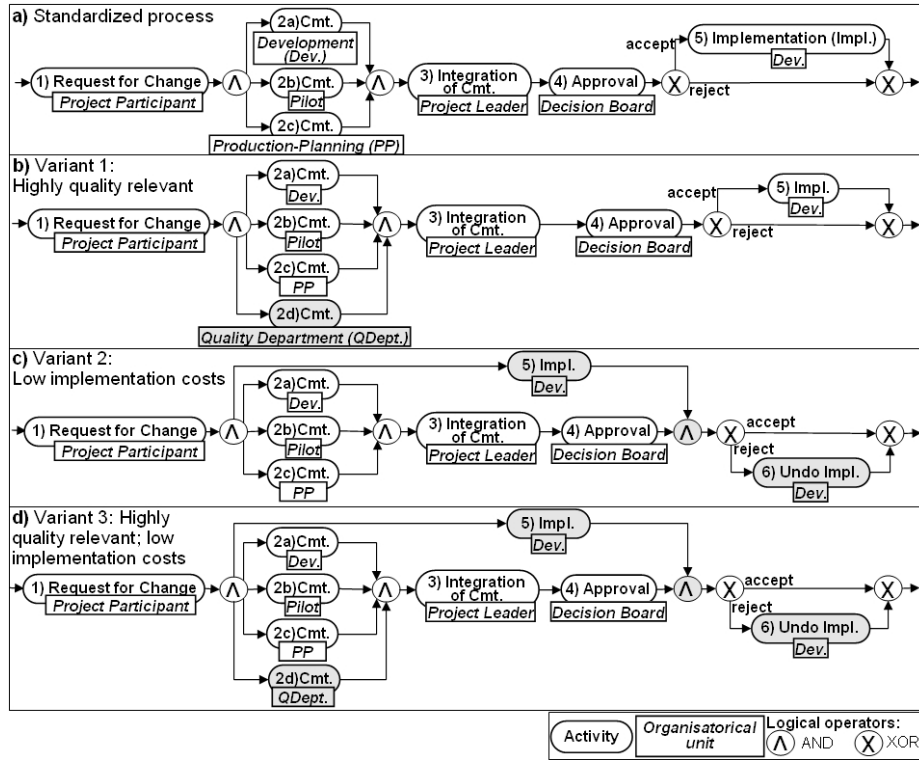 a) Standardized process
2a)Cmt.
Development
(Dev.)
accept
5) Implementation (Impl.)
Dev.
1) Request for Change
Project Participant
Λ
2b)Cmt.
Pilot
Λ
3) Integration
of Cmt.
Project Leader
4) Approval
Decision Board
X
reject
X
2c)Cmt.
Production-Planning (PP)
b) Variant 1:
Highly quality relevant
2a)Cmt.
Dev.
accept
5) Impl.
Dev.
1) Request for Change
Project Participant
Λ
2b)Cmt.
Pilot
Λ
3) Integration
of Cmt.
Project Leader
4) Approval
Decision Board
X
reject
X
2c)Cmt.
PP
2d)Cmt.
Quality Department (QDept.)
c) Variant 2:
Low implementation costs
5) Impl.
Dev.
2a)Cmt.
Dev.
1) Request for Change
Project Participant
Λ
2b)Cmt.
Pilot
Λ
3) Integration
of Cmt.
Project Leader
4) Approval
Decision Board
Λ
X
accept
reject
X
2c)Cmt.
PP
6) Undo Impl.
Dev.
d) Variant 3: Highly
quality relevant; low
implementation costs
5) Impl.
Dev.
2a)Cmt.
Dev.
1) Request for Change
Project Participant
Λ
2b)Cmt.
Pilot
Λ
3) Integration
of Cmt.
Project Leader
4) Approval
Decision Board
Λ
X
accept
reject
X
2c)Cmt.
PP
6) Undo Impl.
Dev.
2d)Cmt.
QDept.
Activity
Organisatorical
unit
Logical operators:
Λ AND X XOR